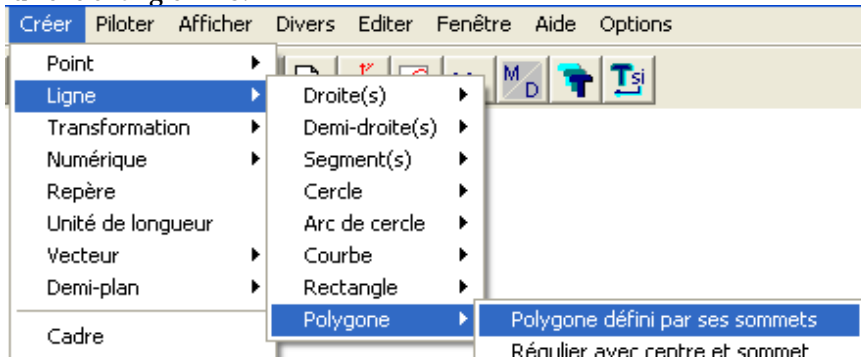 Créer Piloter Afficher Divers Editer Fenêtre Aide Options
Point
Ligne
Transformation
Numérique
Repère
Unité de longueur
Vecteur
Demi-plan
Cadre
M/D Tsi
Droite(s)
Demi-droite(s)
Segment(s)
Cercle
Arc de cercle
Courbe
Rectangle
Polygone
Polygone défini par ses sommets
Régulier avec centre et sommet